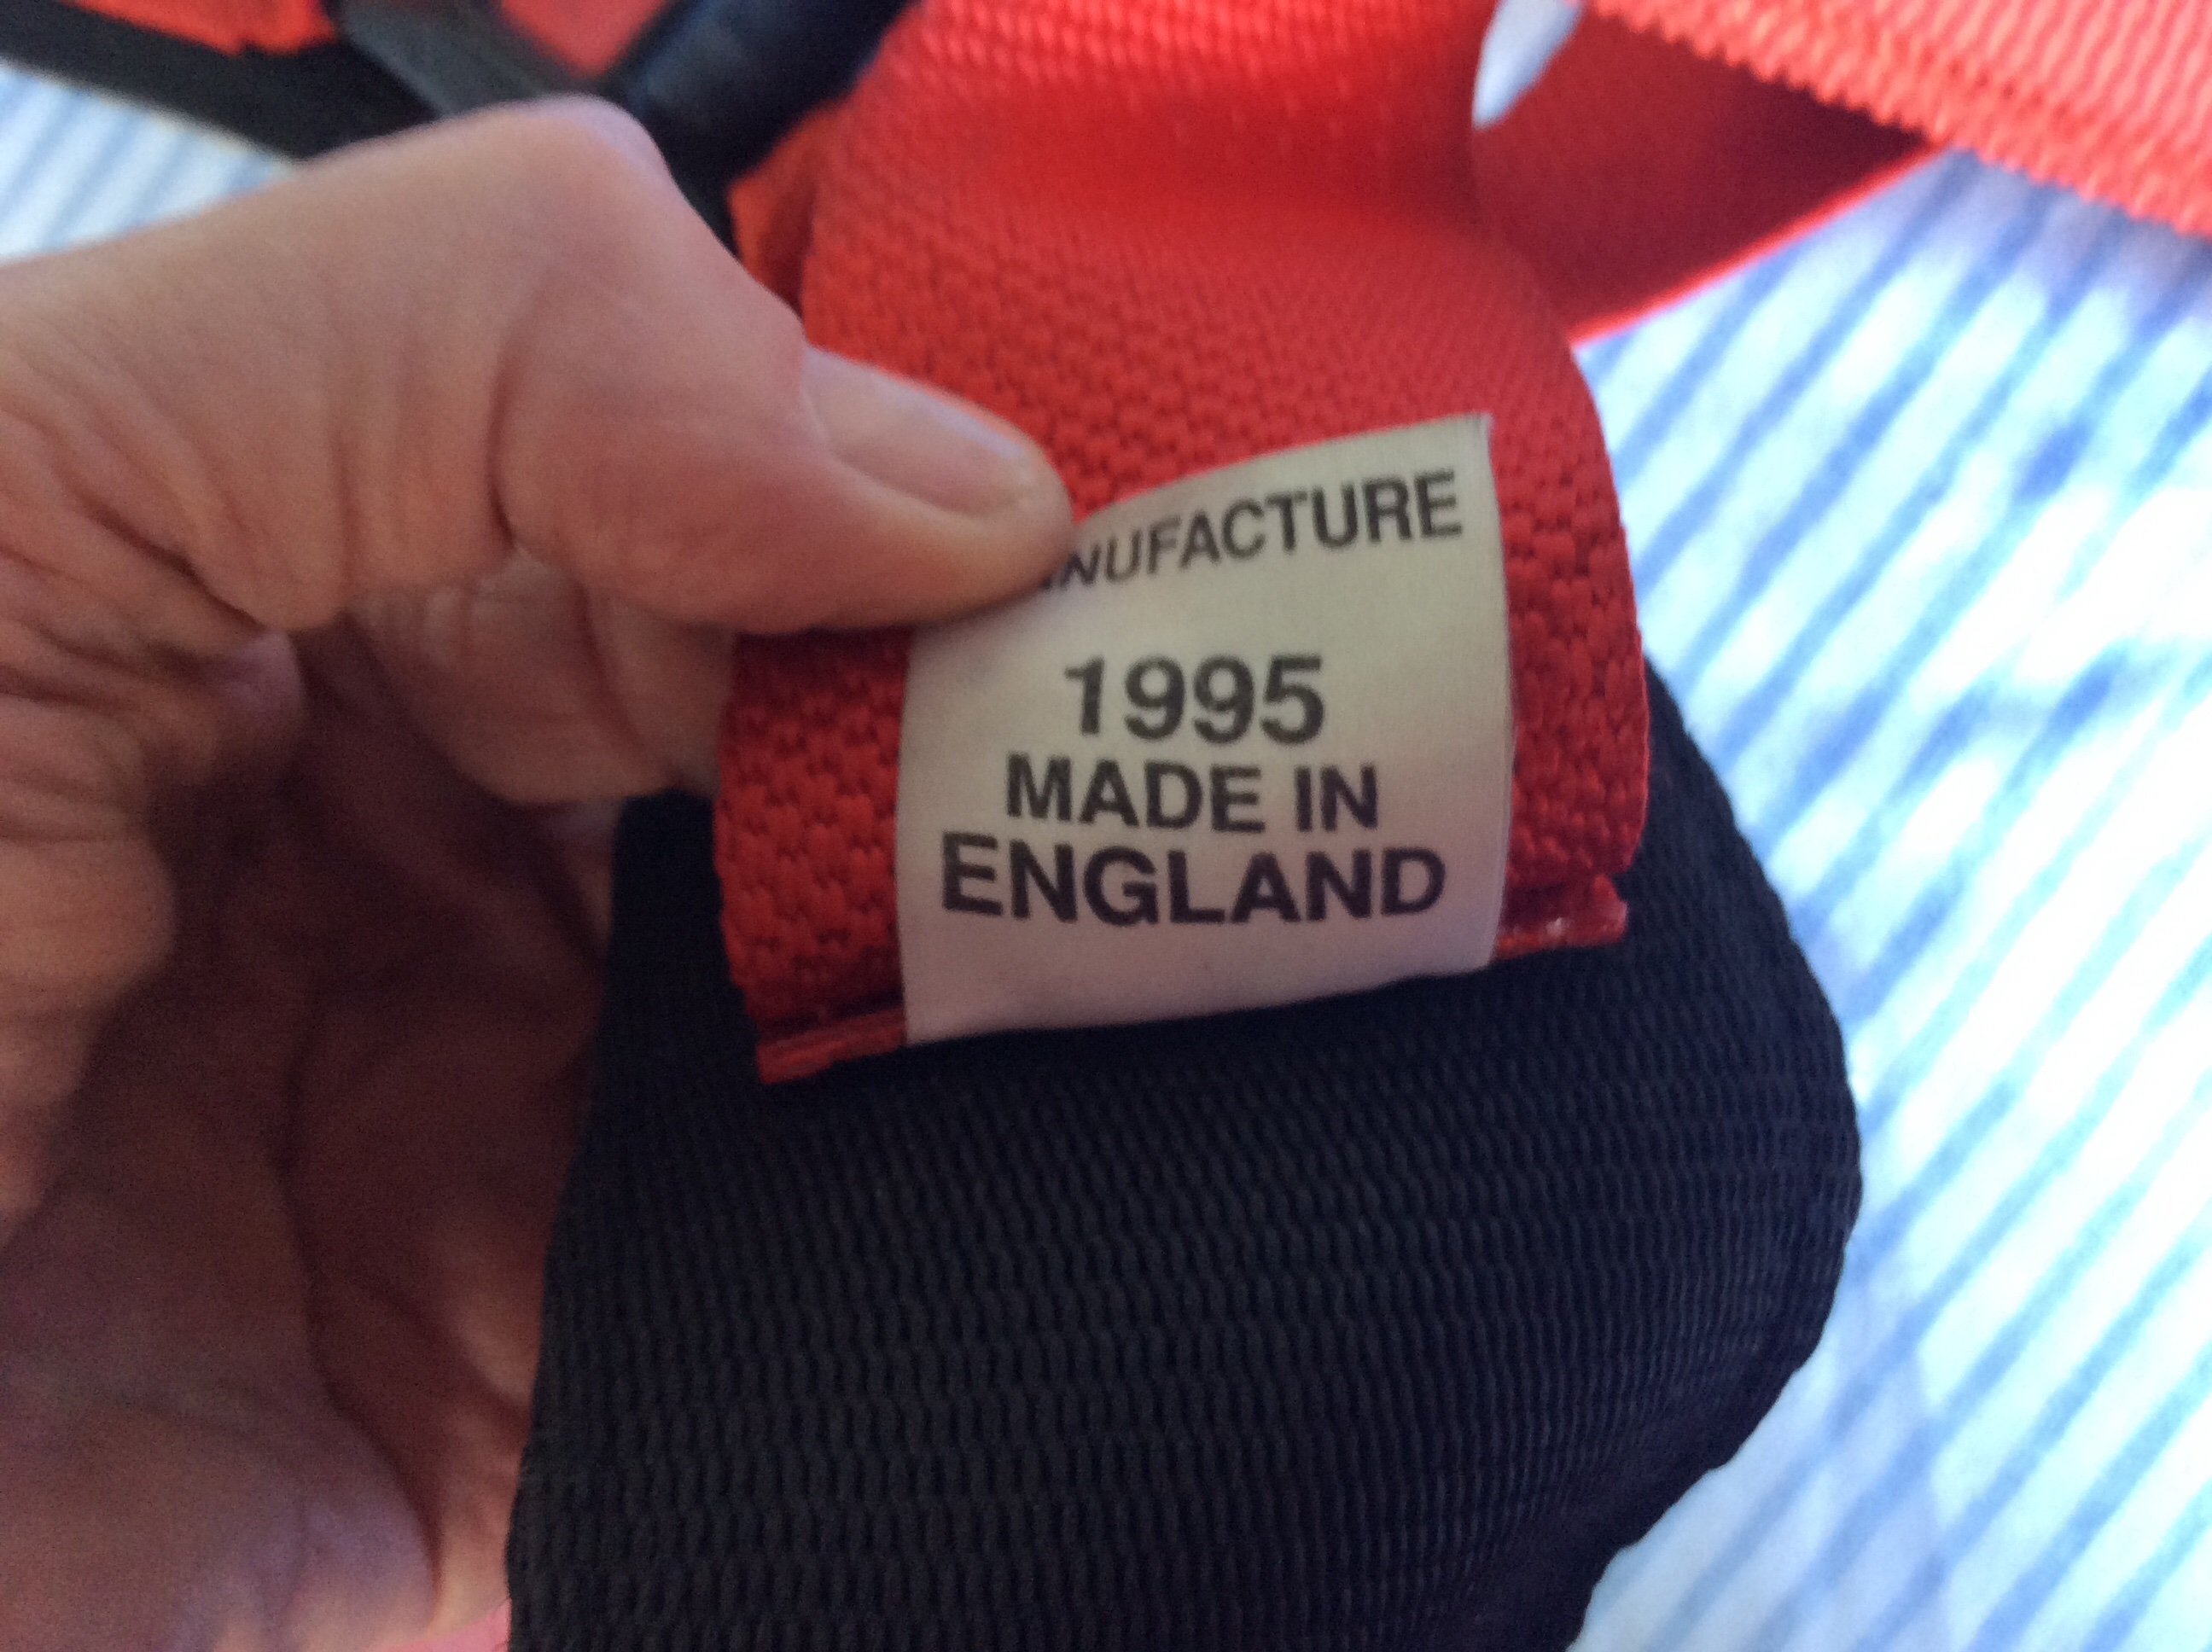 NUFACTURE
1995
MADE IN
ENGLAND